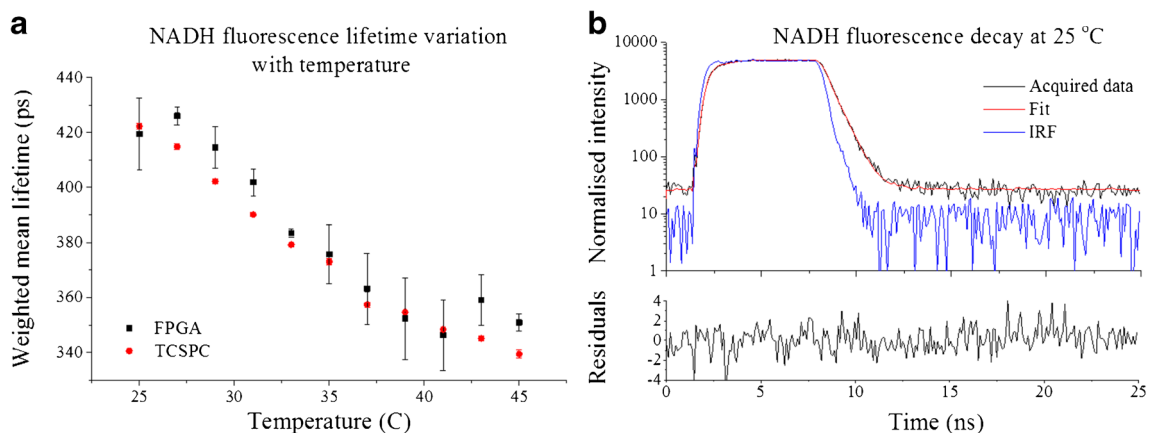 a
NADH fluorescence lifetime variation
with temperature
Weighted mean lifetime (ps)
440
420
400
380
360
340
FPGA
TCSPC
25
30
35
40
45
Temperature (C)
b
NADH fluorescence decay at 25 °C
Normalised intensity
10000
1000
100
10
1
Acquired data
Fit
IRF
Residuals
4
2
0
-2
-4
0
5
10
15
20
25
Time (ns)